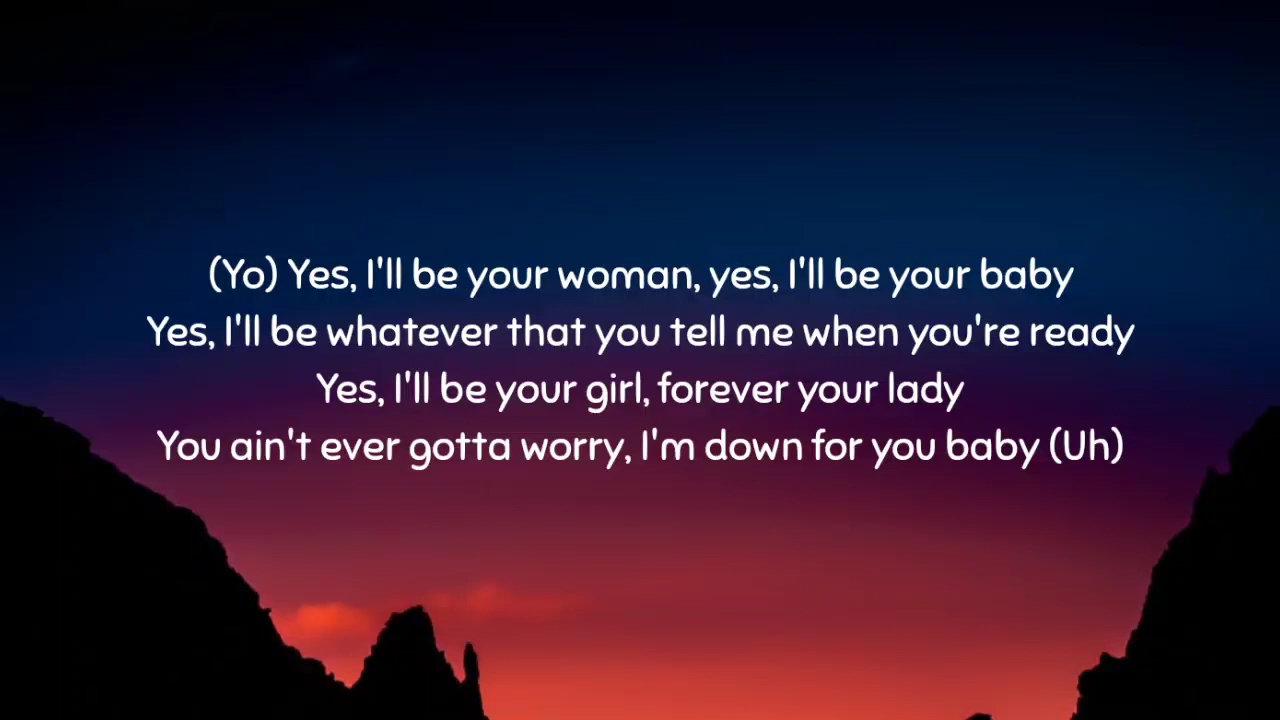 (Yo) Yes, I'll be your woman, yes, I'll be your baby
Yes, I'll be whatever that you tell me when you're ready
Yes, I'll be your girl, forever your lady
You ain't ever gotta worry, I'm down for you baby (Uh)